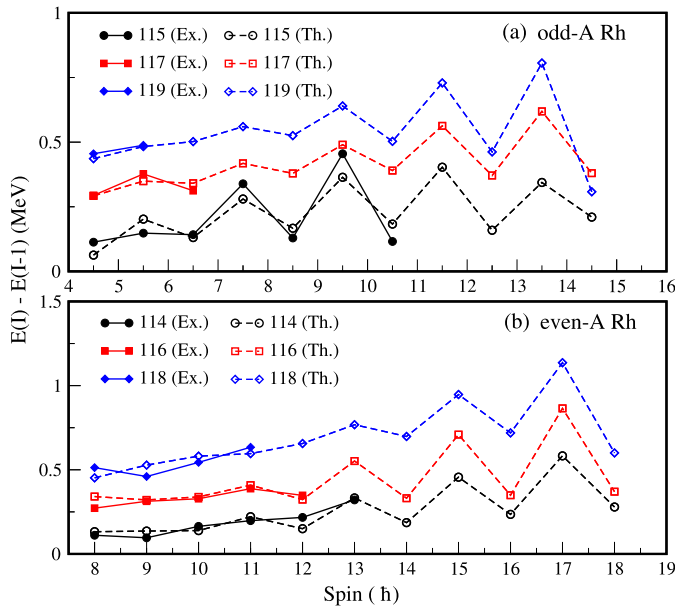 1
(a) odd-A Rh
115 (Ex.) 115 (Th.)
117 (Ex.) 117 (Th.)
119 (Ex.) 119 (Th.)
0.5
0
4 5 6 7 8 9 10 11 12 13 14 15 16
E(I) - E(I-1) (MeV)
1.5
(b) even-A Rh
114 (Ex.) 114 (Th.)
116 (Ex.) 116 (Th.)
118 (Ex.) 118 (Th.)
1
0.5
0
8 9 10 11 12 13 14 15 16 17 18 19
Spin ( ħ)